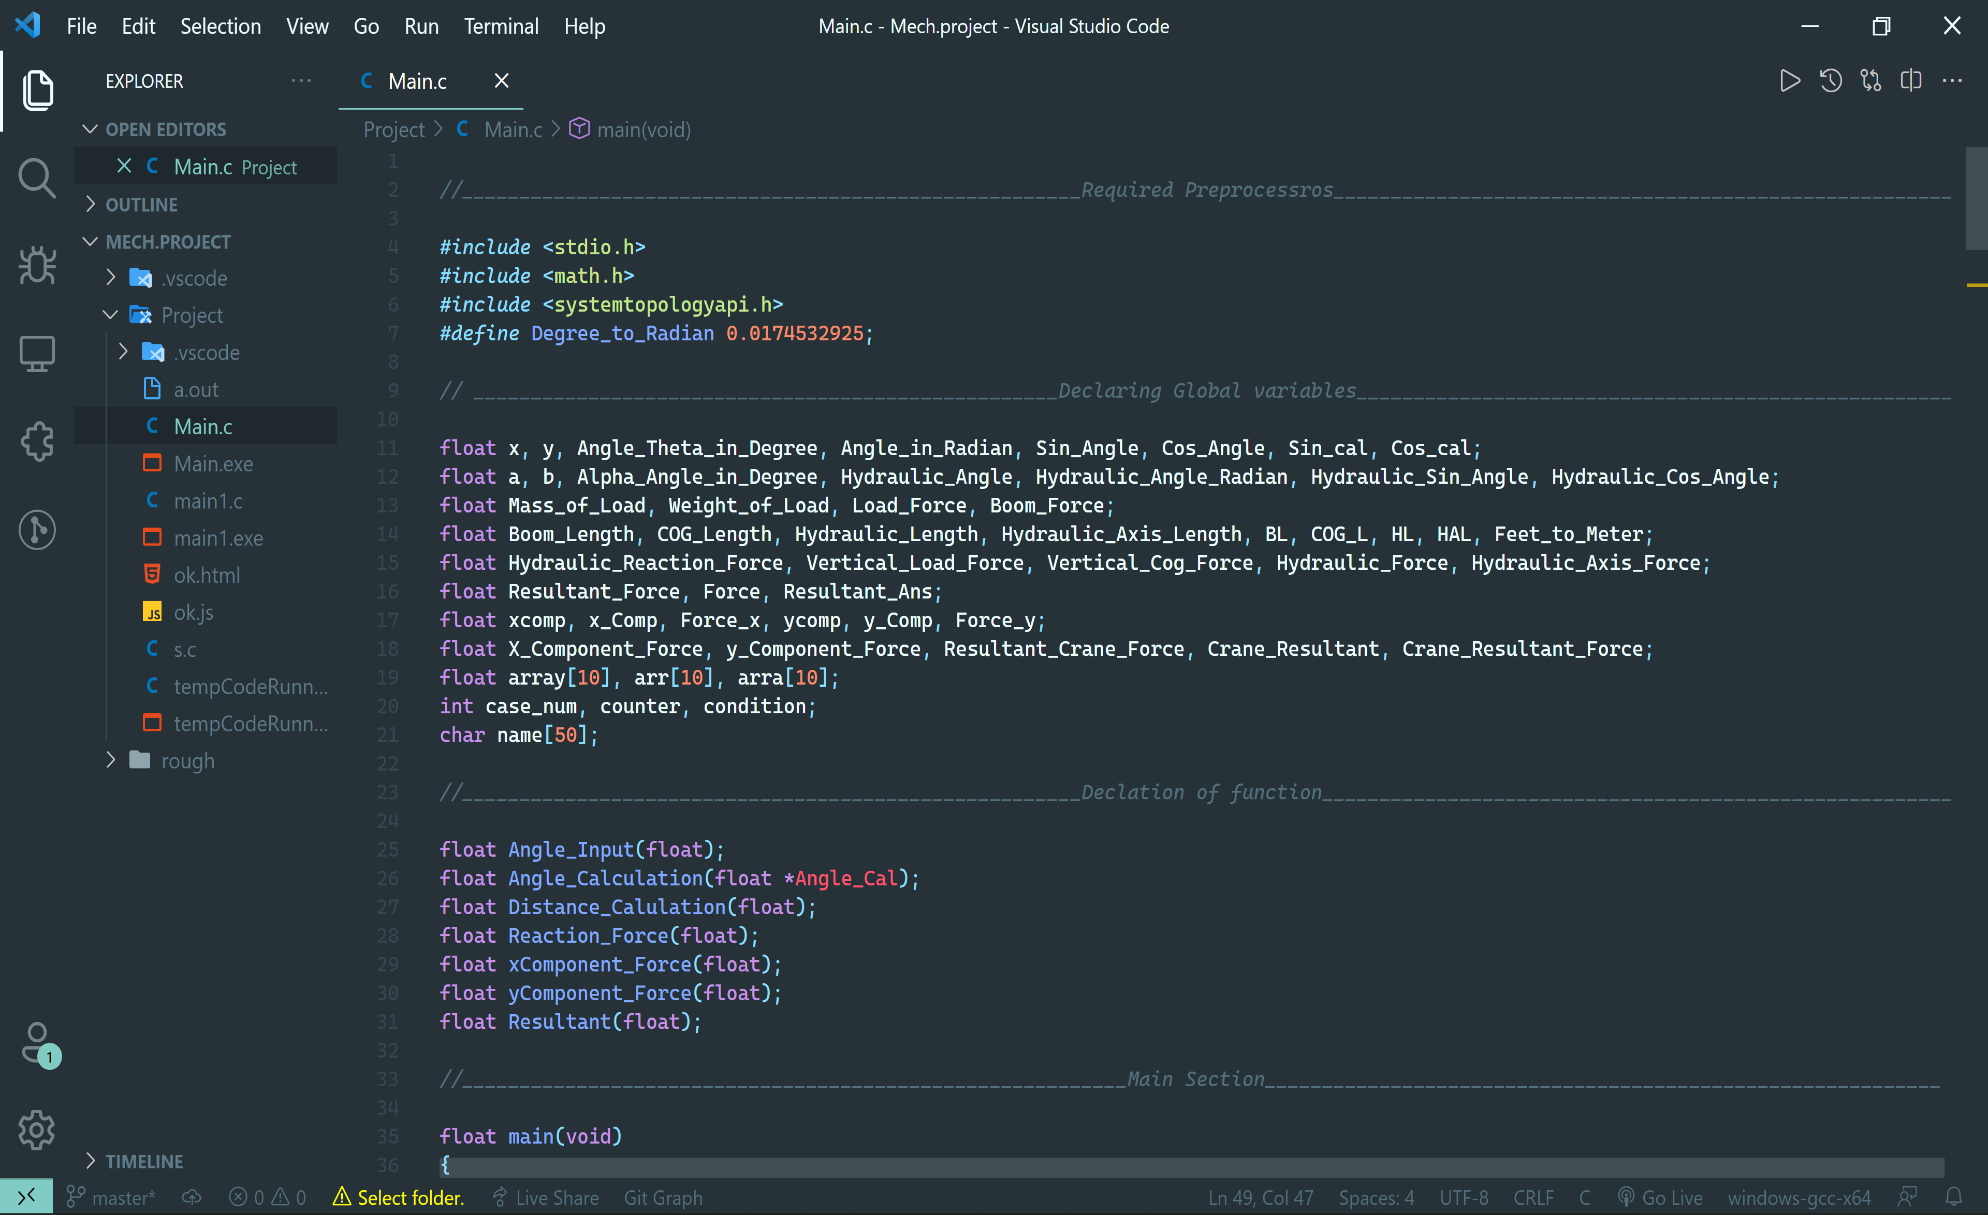 File Edit Selection View Go Run Terminal Help Main.c - Mech.project - Visual Studio Code
EXPLORER ··· C Main.c
OPEN EDITORS
Project > C Main.c > main(void)
C Main.c Project
OUTLINE
MECH.PROJECT
.vscode
Project
.vscode
a.out
C Main.c
Main.exe
C main1.c
main1.exe
ok.html
JS ok.js
C s.c
C tempCodeRunn...
tempCodeRunn...
rough
TIMELINE
1
1
2 //______________________________________________________Required Preprocessros______________________________________________________
3
4 #include <stdio.h>
5 #include <math.h>
6 #include <systemtopologyapi.h>
7 #define Degree_to_Radian 0.0174532925;
8
9 // ___________________________________________________Declaring Global variables____________________________________________________
10
11 float x, y, Angle_Theta_in_Degree, Angle_in_Radian, Sin_Angle, Cos_Angle, Sin_cal, Cos_cal;
12 float a, b, Alpha_Angle_in_Degree, Hydraulic_Angle, Hydraulic_Angle_Radian, Hydraulic_Sin_Angle, Hydraulic_Cos_Angle;
13 float Mass_of_Load, Weight_of_Load, Load_Force, Boom_Force;
14 float Boom_Length, COG_Length, Hydraulic_Length, Hydraulic_Axis_Length, BL, COG_L, HL, HAL, Feet_to_Meter;
15 float Hydraulic_Reaction_Force, Vertical_Load_Force, Vertical_Cog_Force, Hydraulic_Force, Hydraulic_Axis_Force;
16 float Resultant_Force, Force, Resultant_Ans;
17 float xcomp, x_Comp, Force_x, ycomp, y_Comp, Force_y;
18 float X_Component_Force, y_Component_Force, Resultant_Crane_Force, Crane_Resultant, Crane_Resultant_Force;
19 float array[10], arr[10], arra[10];
20 int case_num, counter, condition;
21 char name[50];
22
23 //______________________________________________________Declation of function_______________________________________________________
24
25 float Angle_Input(float);
26 float Angle_Calculation(float *Angle_Cal);
27 float Distance_Calulation(float);
28 float Reaction_Force(float);
29 float xComponent_Force(float);
30 float yComponent_Force(float);
31 float Resultant(float);
32
33 //__________________________________________________________Main Section___________________________________________________________
34
35 float main(void)
36 {
master* 0 0 Select folder. Live Share Git Graph Ln 49, Col 47 Spaces: 4 UTF-8 CRLF C Go Live windows-gcc-x64